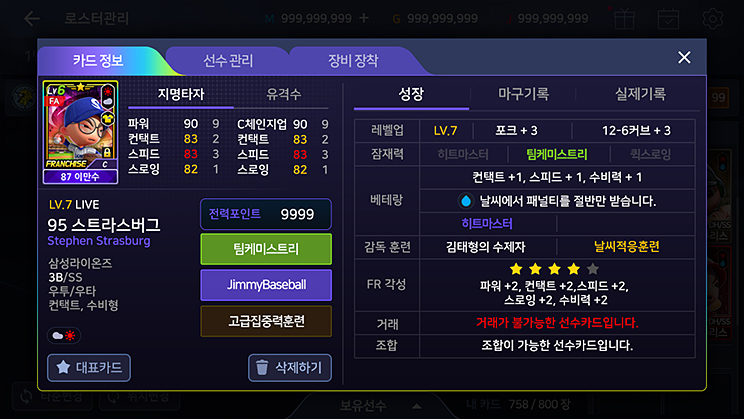 로스터관리
M 999,999,999 +
G 999,999,999
999,999,999
카드 정보
선수 관리
장비 장착
LV6
FA
FRANCHISE
C
87 이만수
LV.7 LIVE
95 스트라스버그
Stephen Strasburg
삼성라이온즈
3B/SS
우투/우타
컨택트, 수비형
대표카드
지명타자
유격수
파워 90 9 C체인지업 90 9
컨택트 83 2 컨택트 83 2
스피드 83 3 스피드 83 3
스로잉 82 1 스로잉 82 1
전력포인트 9999
팀케미스트리
JimmyBaseball
고급집중력훈련
삭제하기
성장
마구기록
실제기록
레벨업 LV.7 포크 + 3 12-6커브 + 3
잠재력 히트마스터 팀케미스트리 퀵스로잉
베테랑
컨택트 +1, 스피드 + 1, 수비력 + 1
날씨에서 패널티를 절반만 받습니다.
히트마스터
감독 훈련 김태형의 수제자 날씨적응훈련
FR 각성
파워 +2, 컨택트 +2,스피드 +2,
스로잉 +2, 수비력 +2
거래 거래가 불가능한 선수카드입니다.
조합 조합이 가능한 선수카드입니다.
타순변경
위치변경
보유선수
내 카드 758 / 800 장